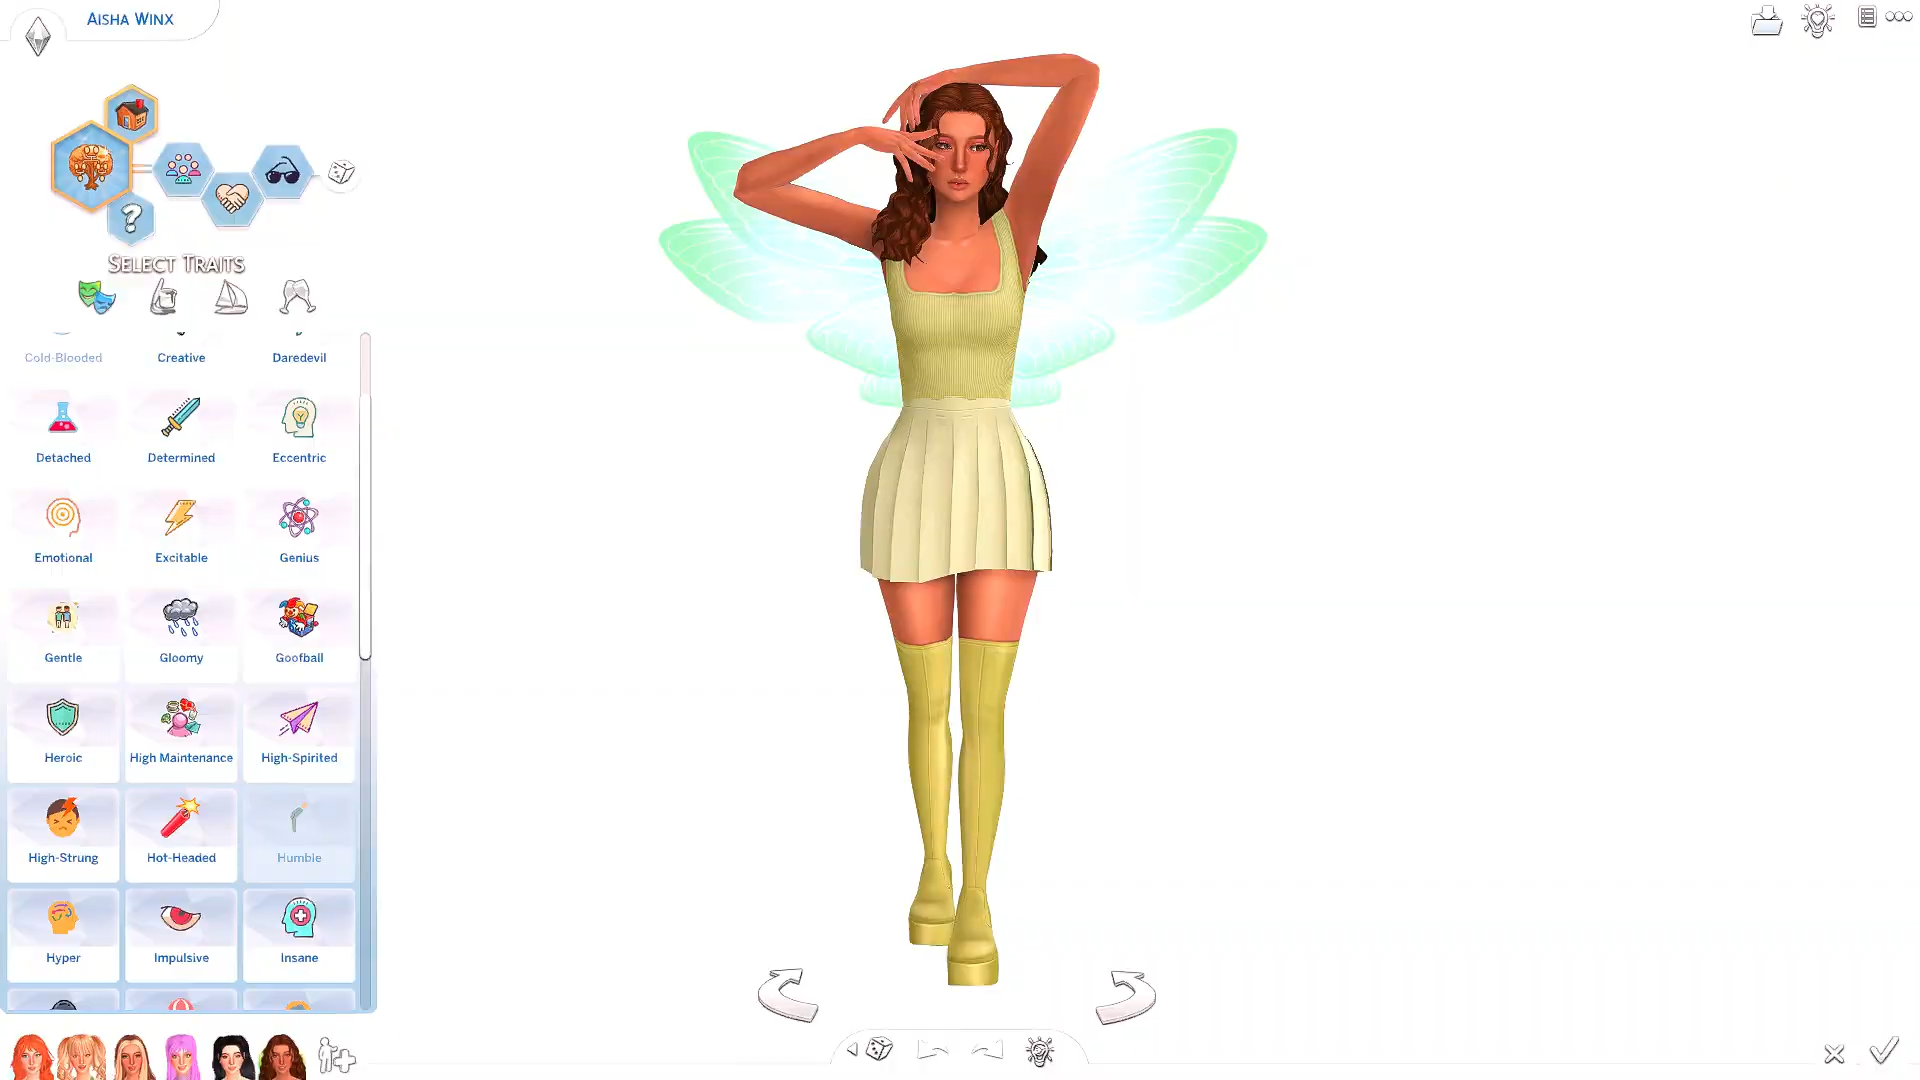 Aisha Winx
Select Traits
Cold-Blooded Creative Daredevil
Detached Determined Eccentric
Emotional Excitable Genius
Gentle Gloomy Goofball
Heroic High Maintenance High-Spirited
High-Strung Hot-Headed Humble
Hyper Impulsive Insane